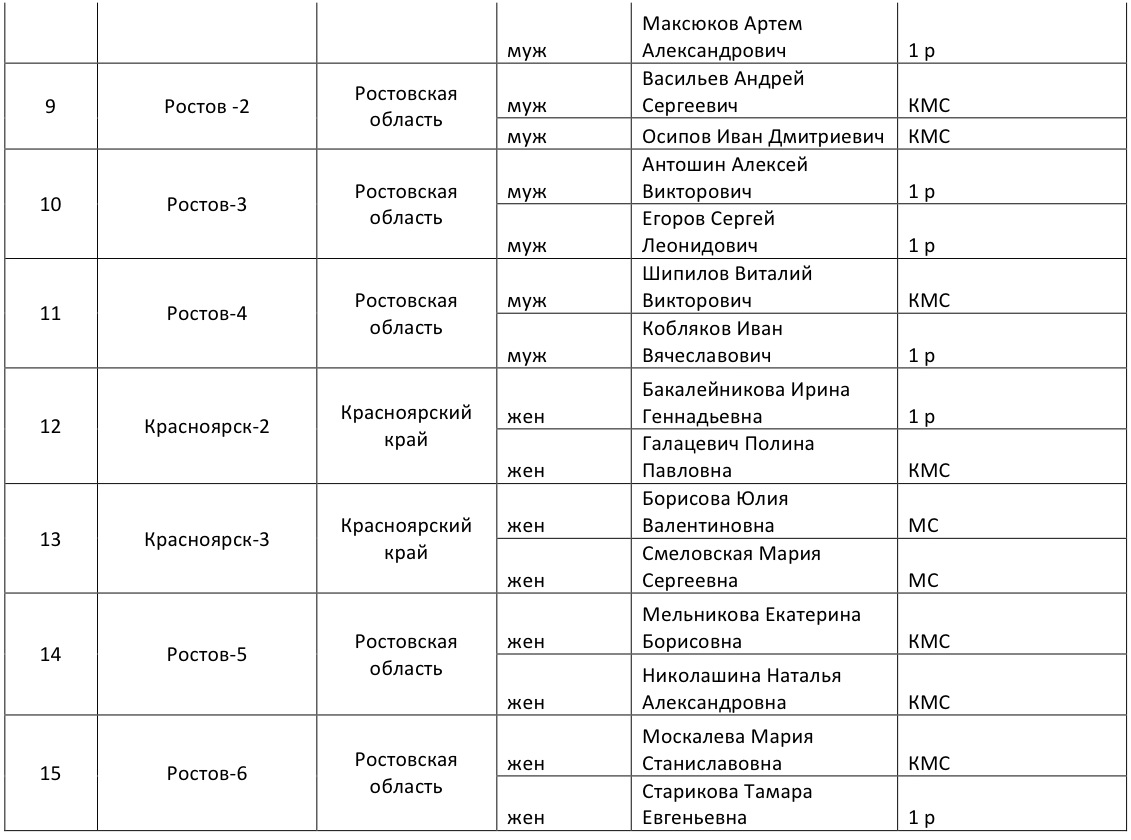 Максюков Артем
муж Александрович 1 р
9 Ростов -2 Ростовская область
Васильев Андрей
муж Сергеевич КМС
муж Осипов Иван Дмитриевич КМС
10 Ростов-3 Ростовская область
Антошин Алексей
муж Викторович 1 р
Егоров Сергей
муж Леонидович 1 р
11 Ростов-4 Ростовская область
Шипилов Виталий
муж Викторович КМС
Кобляков Иван
муж Вячеславович 1 р
12 Красноярск-2 Красноярский край
Бакалейникова Ирина
жен Геннадьевна 1 р
Галацевич Полина
жен Павловна КМС
13 Красноярск-3 Красноярский край
Борисова Юлия
жен Валентиновна МС
Смеловская Мария
жен Сергеевна МС
14 Ростов-5 Ростовская область
Мельникова Екатерина
жен Борисовна КМС
Николашина Наталья
жен Александровна КМС
15 Ростов-6 Ростовская область
Москалева Мария
жен Станиславовна КМС
Старикова Тамара
жен Евгеньевна 1 р